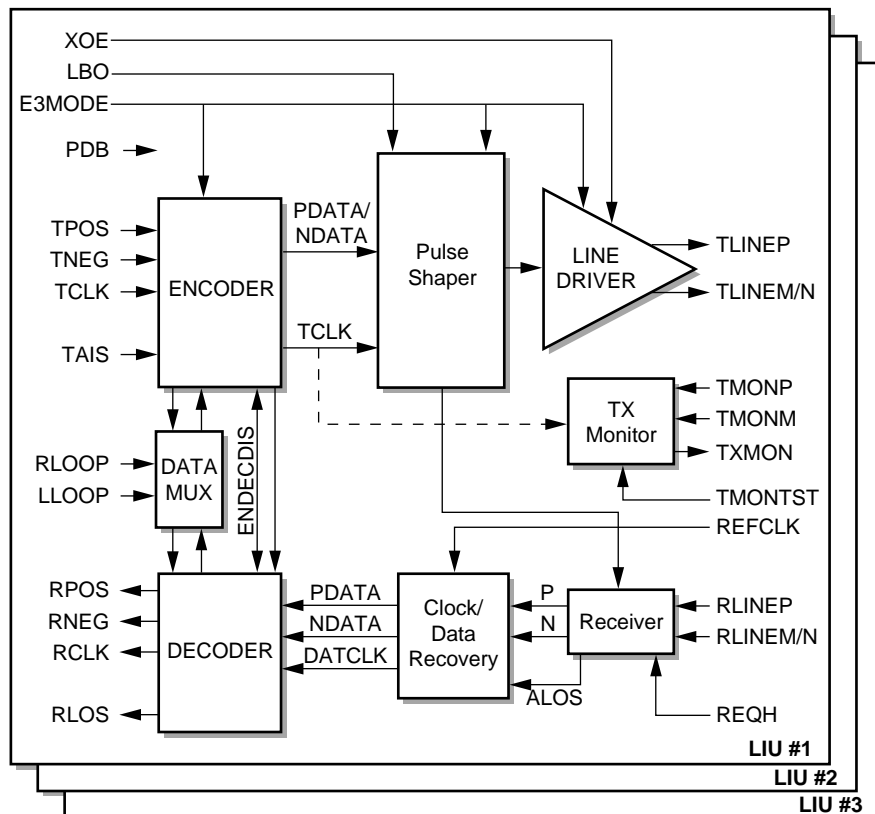 XOE
LBO
E3MODE
PDB
TPOS
TNEG
TCLK
TAIS
ENCODER
PDATA/
NDATA
TCLK
Pulse
Shaper
LINE
DRIVER
TLINEP
TLINEM/N
TX
Monitor
TMONP
TMONM
TXMON
TMONTST
REFCLK
RLOOP
LLOOP
DATA
MUX
ENDECDIS
RPOS
RNEG
RCLK
RLOS
DECODER
PDATA
NDATA
DATCLK
Clock/
Data
Recovery
P
N
ALOS
Receiver
RLINEP
RLINEM/N
REQH
LIU #1
LIU #2
LIU #3